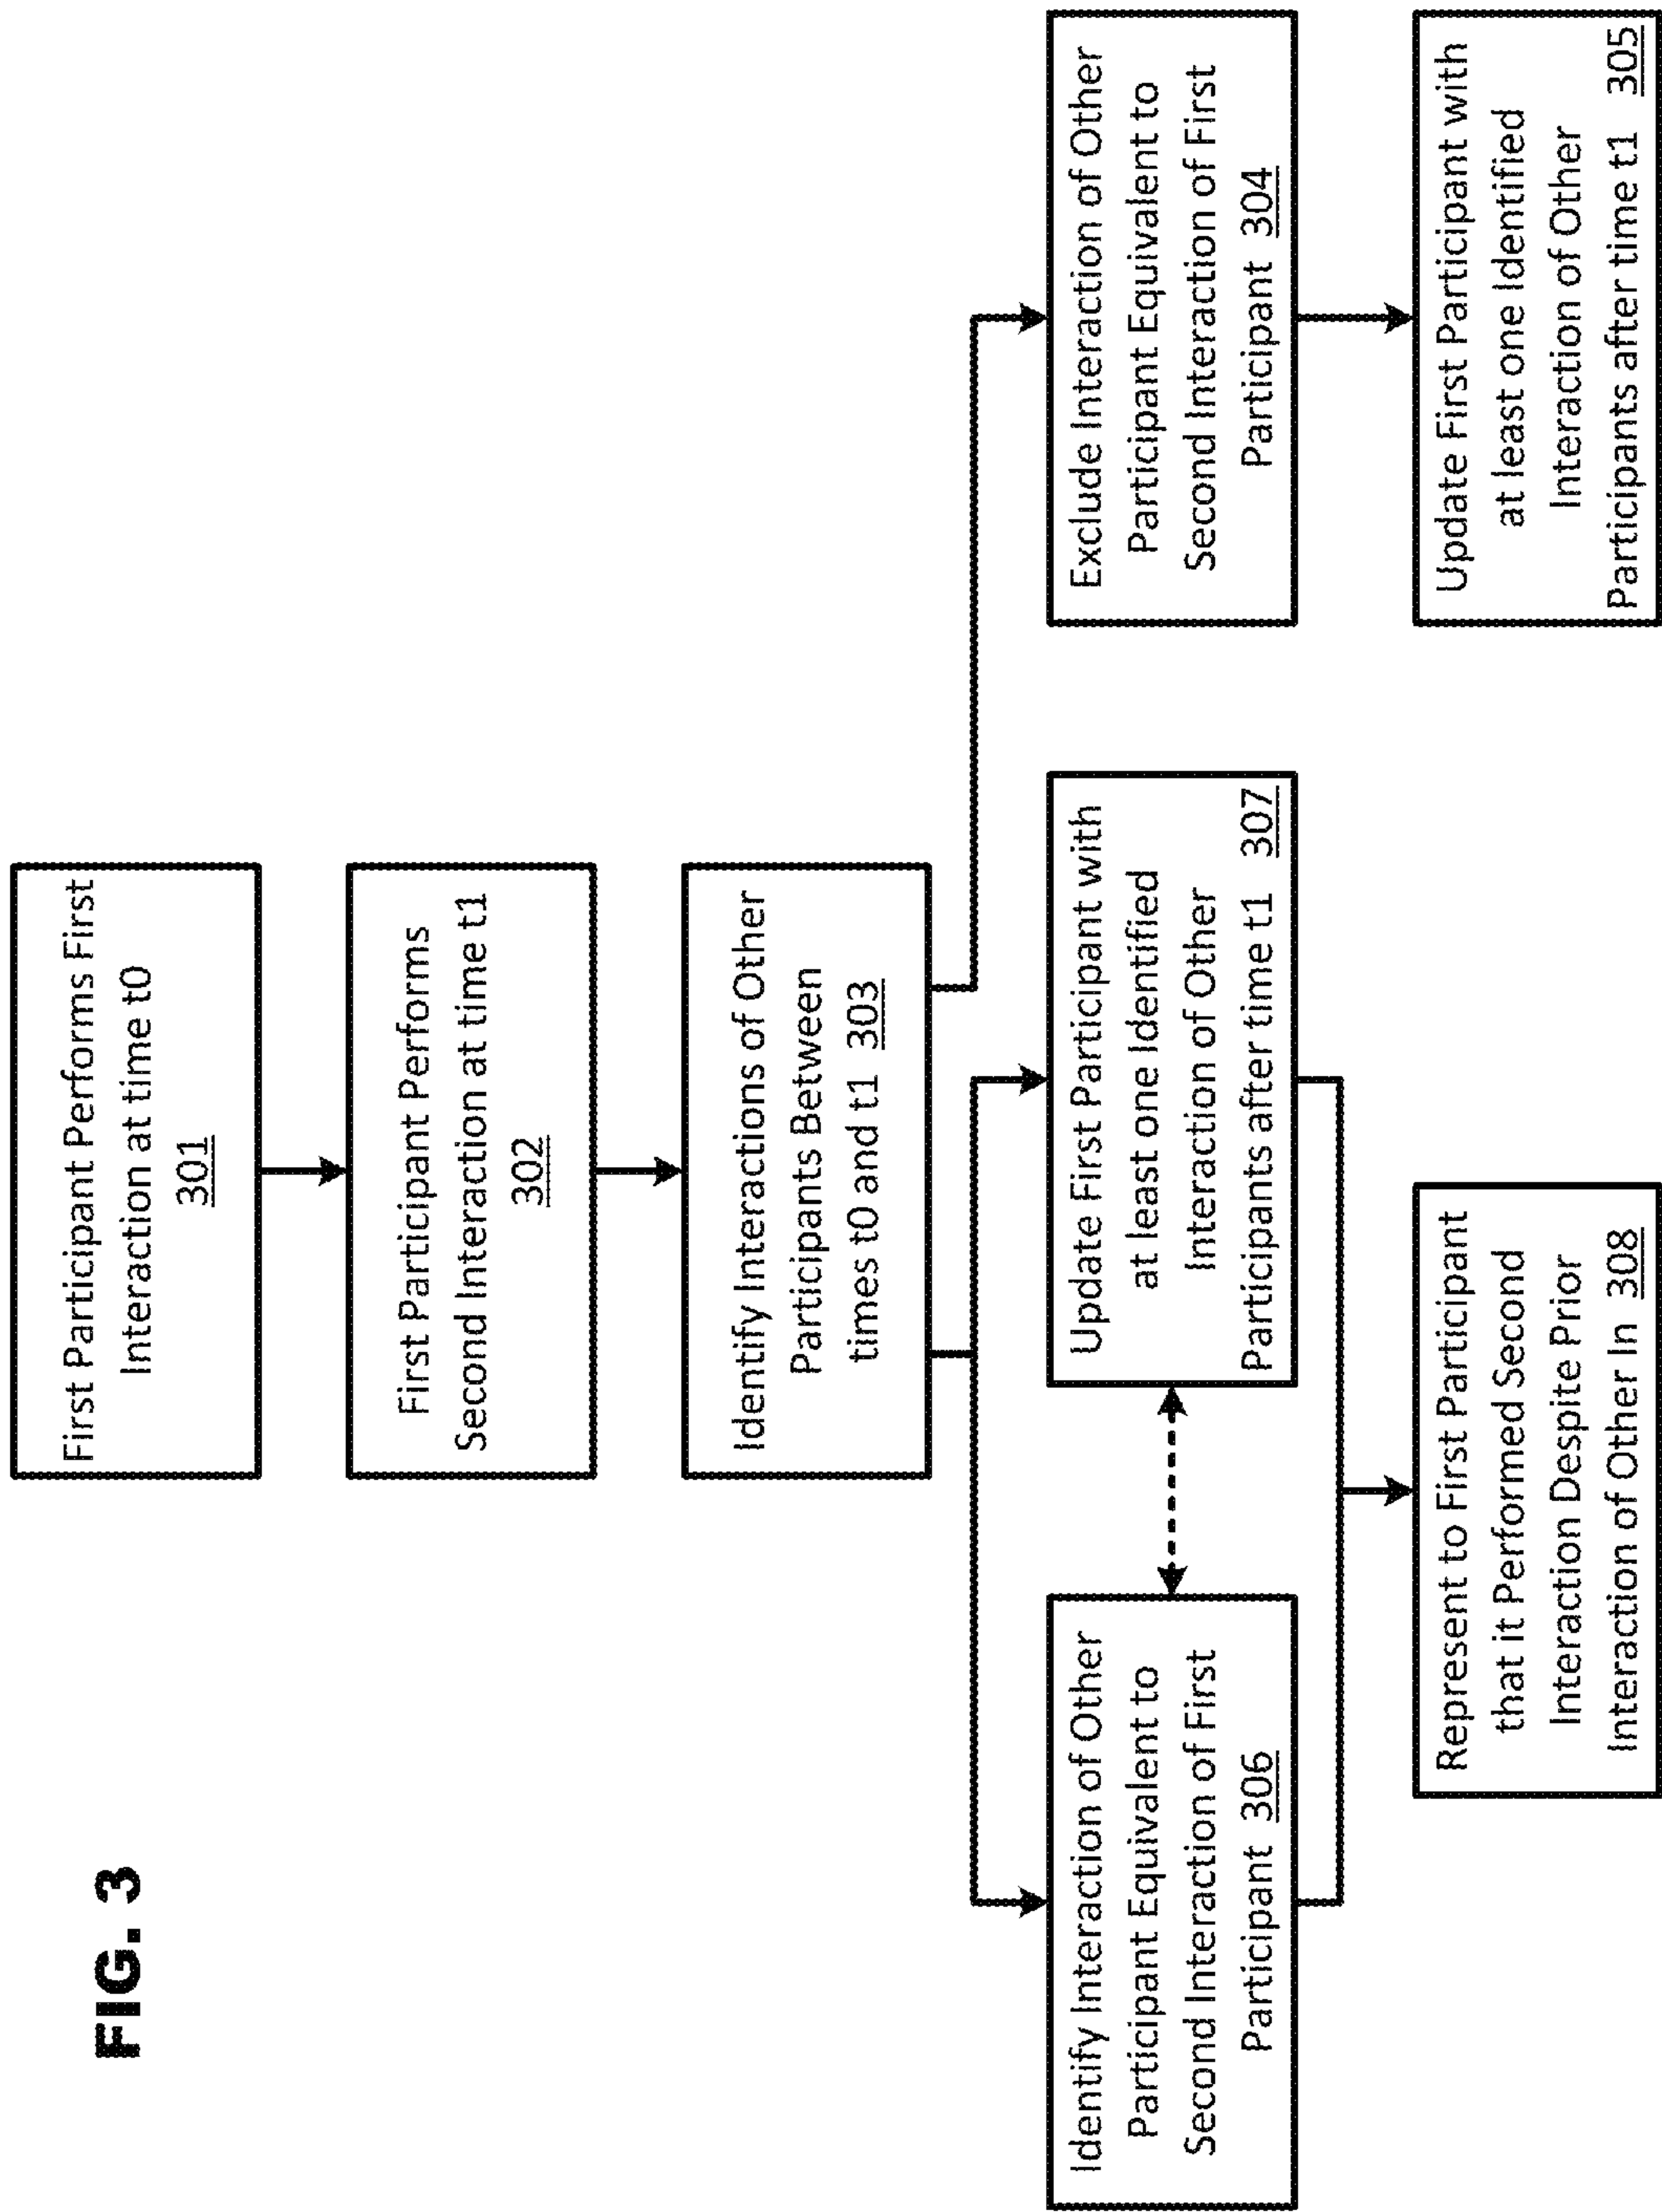 FIG. 3
First Participant Performs First
Interaction at time t0
301
First Participant Performs
Second Interaction at time t1
302
Identify Interactions of Other
Participants Between
times t0 and t1 303
Identify Interaction of Other
Participant Equivalent to
Second Interaction of First
Participant 306
Update First Participant with
at least one Identified
Interaction of Other
Participants after time t1 307
Exclude Interaction of Other
Participant Equivalent to
Second Interaction of First
Participant 304
Represent to First Participant
that it Performed Second
Interaction Despite Prior
Interaction of Other In 308
Update First Participant with
at least one Identified
Interaction of Other
Participants after time t1 305